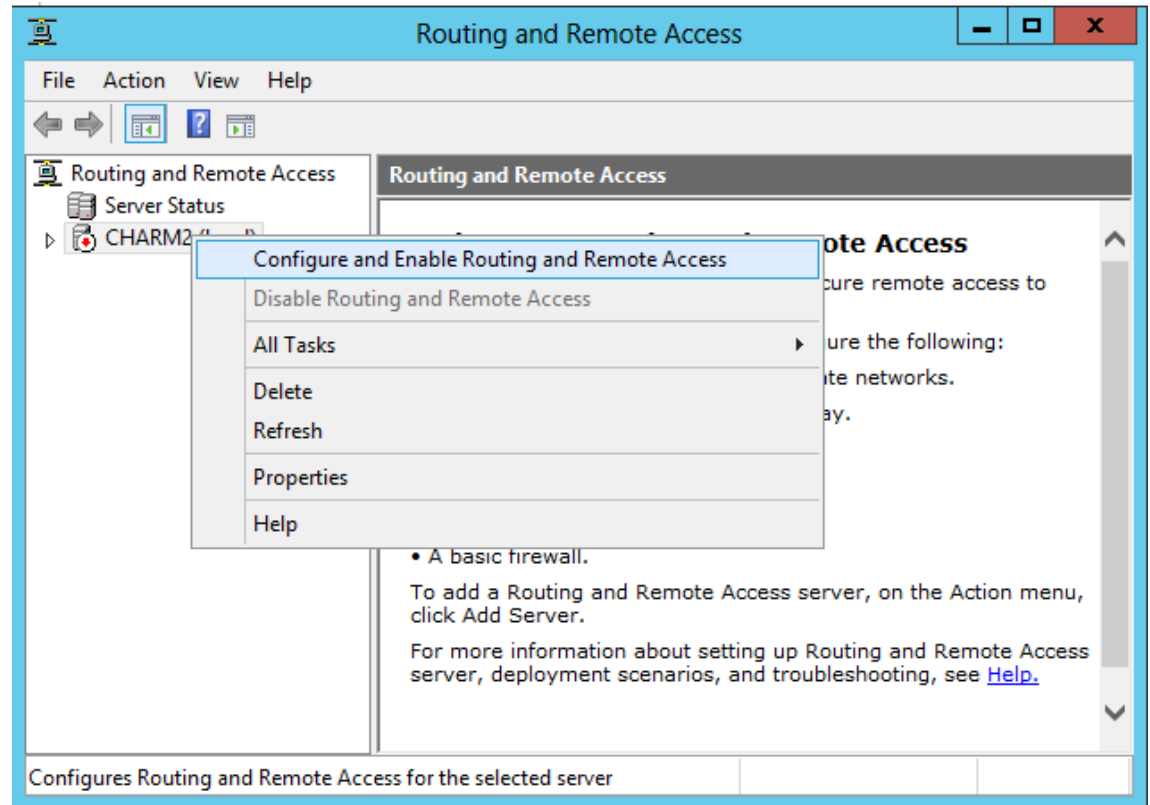 Routing and Remote Access
File Action View Help
Routing and Remote Access
Server Status
CHARM2
Routing and Remote Access
ote Access
cure remote access to
ure the following:
ate networks.
ay.
Configure and Enable Routing and Remote Access
Disable Routing and Remote Access
All Tasks
Delete
Refresh
Properties
Help
• A basic firewall.
To add a Routing and Remote Access server, on the Action menu,
click Add Server.
For more information about setting up Routing and Remote Access
server, deployment scenarios, and troubleshooting, see Help.
Configures Routing and Remote Access for the selected server